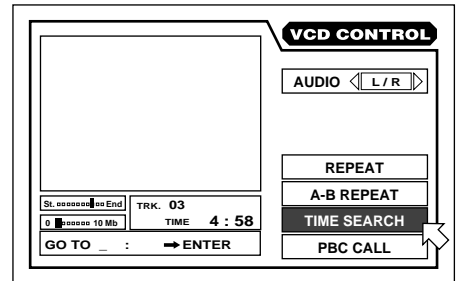 VCD CONTROL
AUDIO L / R
REPEAT
A-B REPEAT
TIME SEARCH
PBC CALL
St. End
0 10 Mb
TRK. 03
TIME 4 : 58
GO TO _ : ➡ ENTER